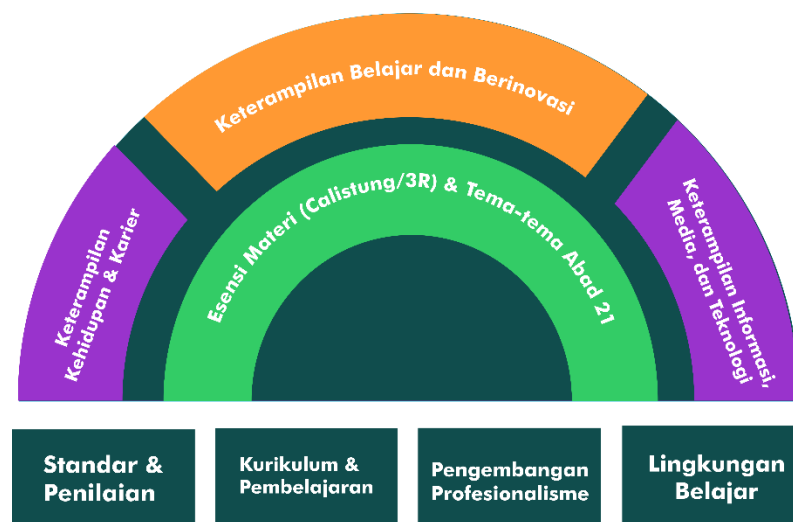 Keterampilan Belajar dan Berinovasi
Keterampilan
Kehidupan & Karier
Esensi Materi (Calistung/3R) & Tema-tema Abad 21
Keterampilan Informasi,
Media, dan Teknologi
Standar &
Penilaian
Kurikulum &
Pembelajaran
Pengembangan
Profesionalisme
Lingkungan
Belajar